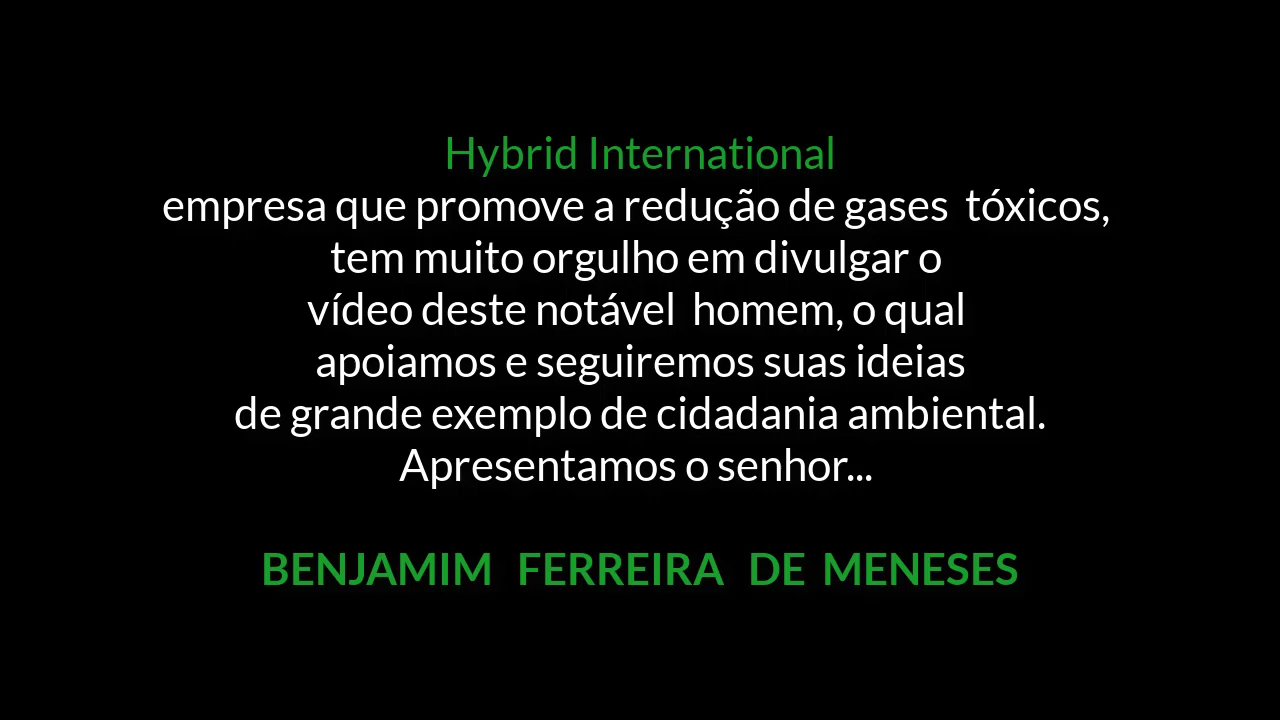 Hybrid International
empresa que promove a redução de gases  tóxicos,
tem muito orgulho em divulgar o
vídeo deste notável  homem, o qual
apoiamos e seguiremos suas ideias
de grande exemplo de cidadania ambiental.
Apresentamos o senhor...
BENJAMIM  FERREIRA  DE  MENESES